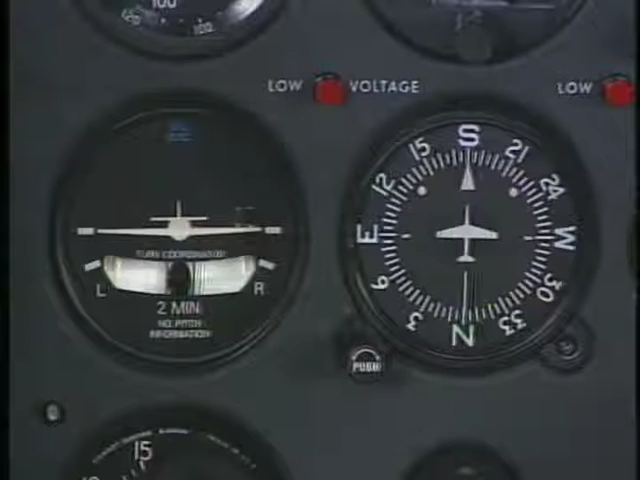 100
LOW VOLTAGE
LOW
TURN COORDINATOR
L R
2 MIN.
NO PITCH
INFORMATION
S
21
24
W
30
33
N
3
6
E
12
15
PUSH
15